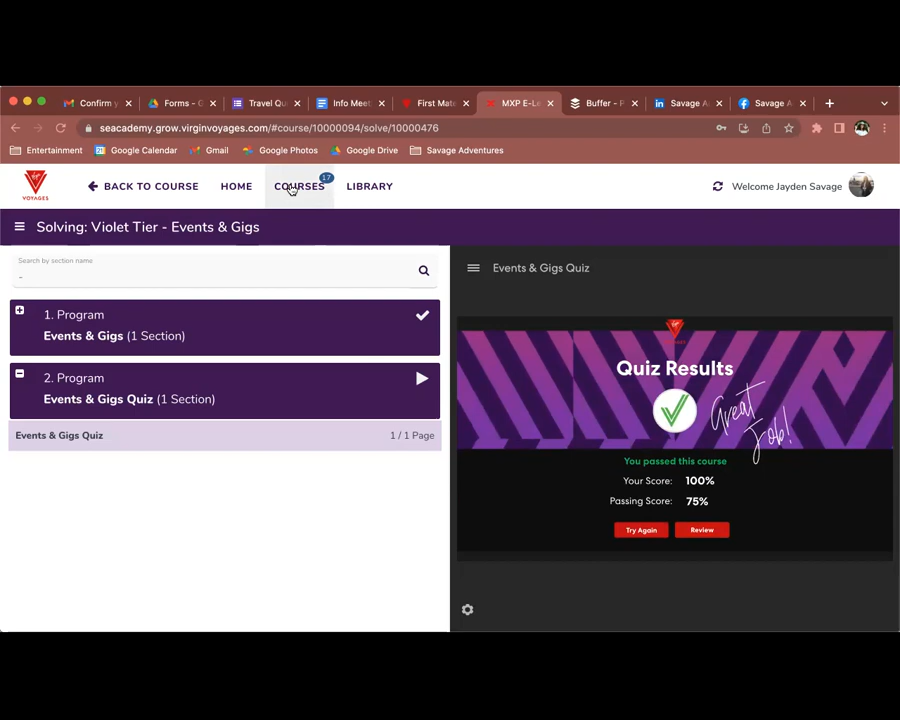 Confirm y
Forms - G
Travel Qu
Info Meet
First Mate
MXP E-Le
Buffer - P
Savage A
Savage A
seacademy.grow.virginvoyages.com/#course/10000094/solve/10000476
Entertainment
Google Calendar
Gmail
Google Photos
Google Drive
Savage Adventures
VOYAGES
BACK TO COURSE
HOME
COURSES
17
LIBRARY
Welcome Jayden Savage
Solving: Violet Tier - Events & Gigs
Search by section name
-
1. Program
Events & Gigs (1 Section)
2. Program
Events & Gigs Quiz (1 Section)
Events & Gigs Quiz
1 / 1 Page
Events & Gigs Quiz
Quiz Results
Great Job!
You passed this course
Your Score: 100%
Passing Score: 75%
Try Again
Review